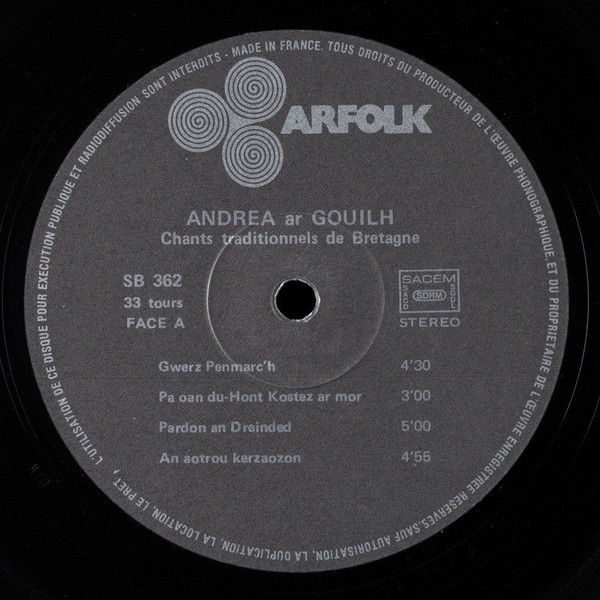 L'UTILISATION DE CE DISQUE POUR EXECUTION PUBLIQUE ET RADIODIFFUSION SONT INTERDITS - MADE IN FRANCE. TOUS DROITS DU PRODUCTEUR DE L'ŒUVRE PHONOGRAPHIQUE ET DU PROPRIETAIRE DE L'ŒUVRE ENREGISTREE RESERVES. SAUF AUTORISATION, LA DUPLICATION, LA LOCATION, LE PRET,
ARFOLK
ANDREA ar GOUILH
Chants traditionnels de Bretagne
SB 362
33 tours
FACE A
SACEM
SACD SDRM SGDL
STEREO
Gwerz Penmarc'h 4'30
Pa oan du-Hont Kostez ar mor 3'00
Pardon an Dreinded 5'00
An aotrou kerzaozon 4'55